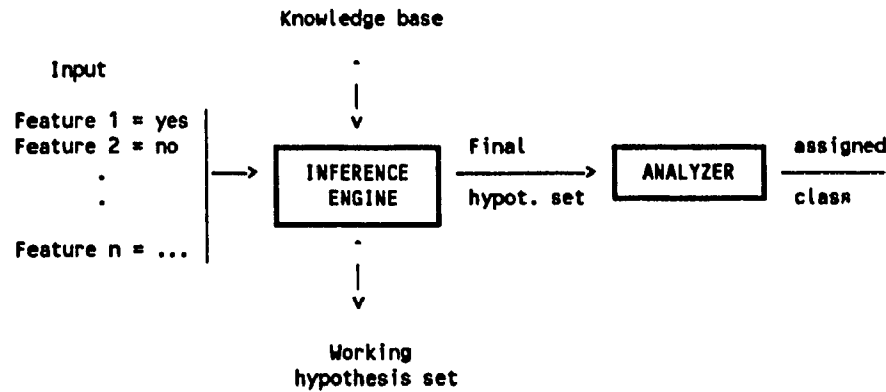 Knowledge base
Input
Feature 1 = yes
Feature 2 = no
.
.
Feature n = ...
INFERENCE
ENGINE
Final
hypot. set
ANALYZER
assigned
class
Working
hypothesis set